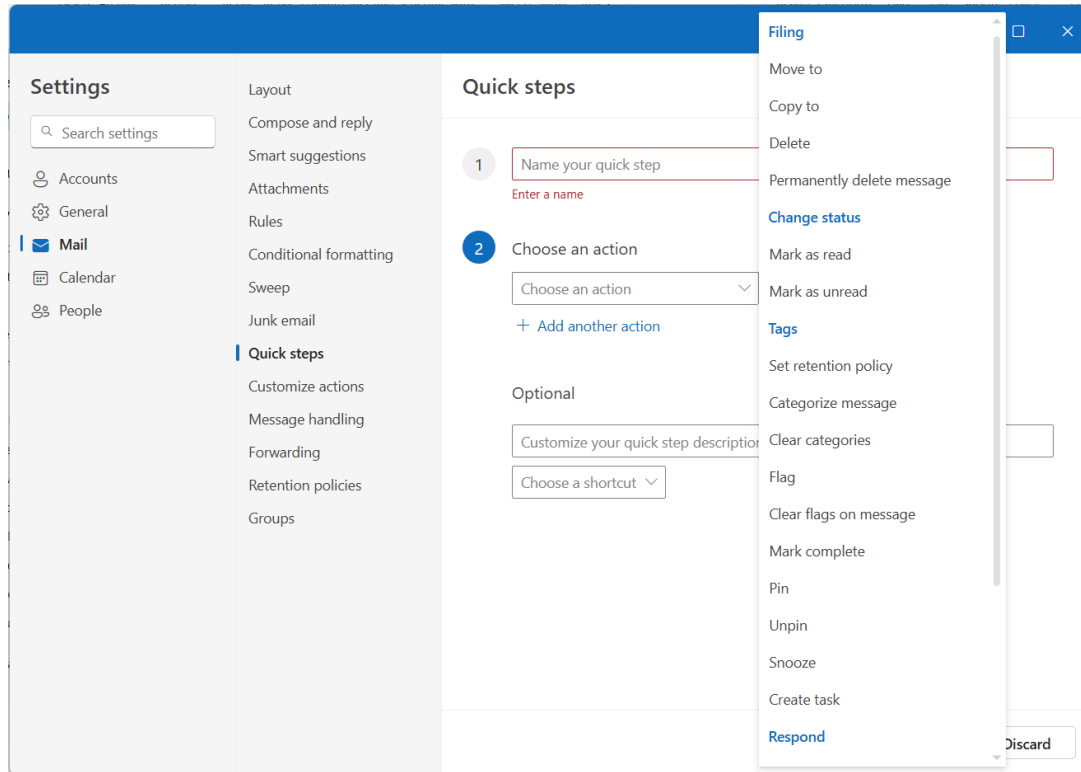 Settings
Search settings
Accounts
General
Mail
Calendar
People
Layout
Compose and reply
Smart suggestions
Attachments
Rules
Conditional formatting
Sweep
Junk email
Quick steps
Customize actions
Message handling
Forwarding
Retention policies
Groups
Quick steps
1
Name your quick step
Enter a name
2
Choose an action
Choose an action
Add another action
Optional
Customize your quick step description
Choose a shortcut
Filing
Move to
Copy to
Delete
Permanently delete message
Change status
Mark as read
Mark as unread
Tags
Set retention policy
Categorize message
Clear categories
Flag
Clear flags on message
Mark complete
Pin
Unpin
Snooze
Create task
Respond
Discard